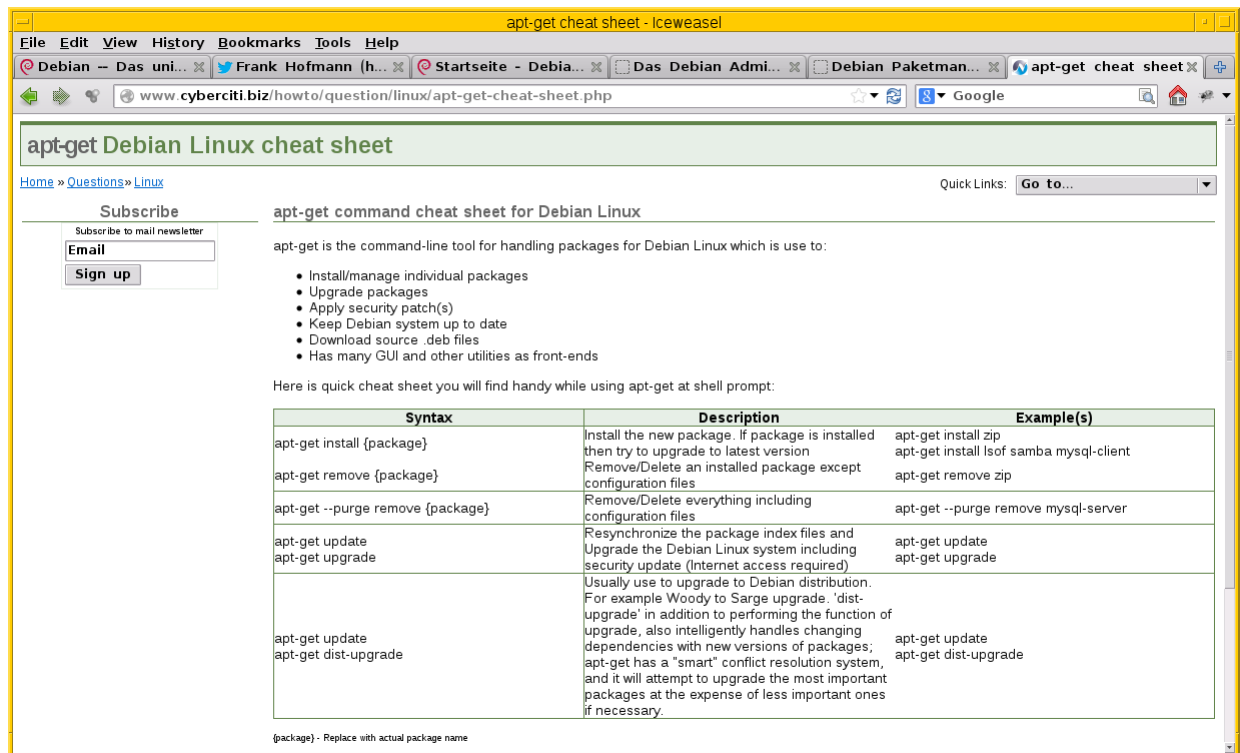 apt-get cheat sheet - Iceweasel
File Edit View History Bookmarks Tools Help
Debian -- Das uni... Frank Hofmann (h... Startseite - Debia... Das Debian Admi... Debian Paketman... apt-get cheat sheet
www.cyberciti.biz/howto/question/linux/apt-get-cheat-sheet.php
Google
apt-get Debian Linux cheat sheet
Home » Questions» Linux
Quick Links: Go to...
Subscribe
Subscribe to mail newsletter
Email
Sign up
apt-get command cheat sheet for Debian Linux
apt-get is the command-line tool for handling packages for Debian Linux which is use to:
Install/manage individual packages
Upgrade packages
Apply security patch(s)
Keep Debian system up to date
Download source .deb files
Has many GUI and other utilities as front-ends
Here is quick cheat sheet you will find handy while using apt-get at shell prompt:
Syntax Description Example(s)
apt-get install {package}
Install the new package. If package is installed
then try to upgrade to latest version
apt-get install zip
apt-get install lsof samba mysql-client
apt-get remove {package}
Remove/Delete an installed package except
configuration files
apt-get remove zip
apt-get --purge remove {package}
Remove/Delete everything including
configuration files
apt-get --purge remove mysql-server
apt-get update
apt-get upgrade
Resynchronize the package index files and
Upgrade the Debian Linux system including
security update (Internet access required)
apt-get update
apt-get upgrade
apt-get update
apt-get dist-upgrade
Usually use to upgrade to Debian distribution.
For example Woody to Sarge upgrade. 'dist-
upgrade' in addition to performing the function of
upgrade, also intelligently handles changing
dependencies with new versions of packages;
apt-get has a "smart" conflict resolution system,
and it will attempt to upgrade the most important
packages at the expense of less important ones
if necessary.
apt-get update
apt-get dist-upgrade
{package} - Replace with actual package name